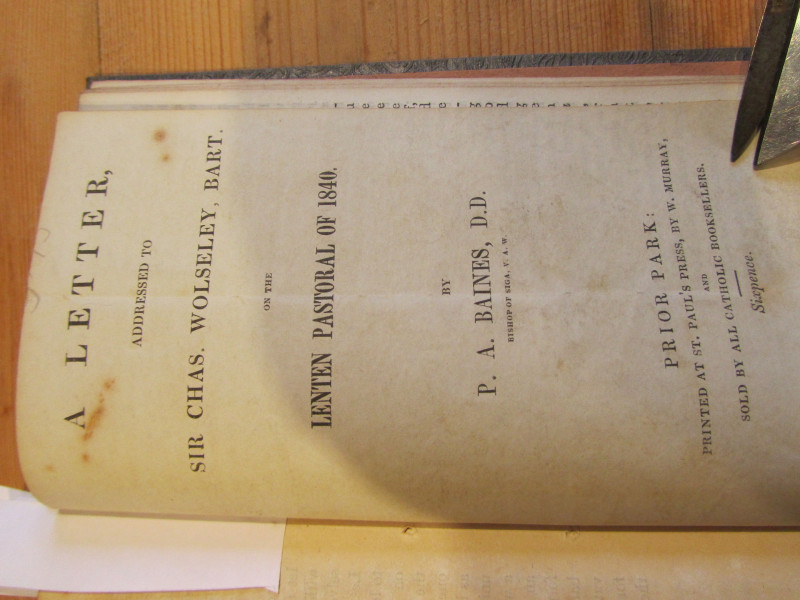 A LETTER,
ADDRESSED TO
SIR CHAS. WOLSELEY, BART.
ON THE
LENTEN PASTORAL OF 1840.
BY
P. A. BAINES, D.D.
BISHOP OF SIGA, V. A. W.
PRIOR PARK:
PRINTED AT ST. PAUL'S PRESS, BY W. MURRAY,
AND
SOLD BY ALL CATHOLIC BOOKSELLERS.
Sixpence.